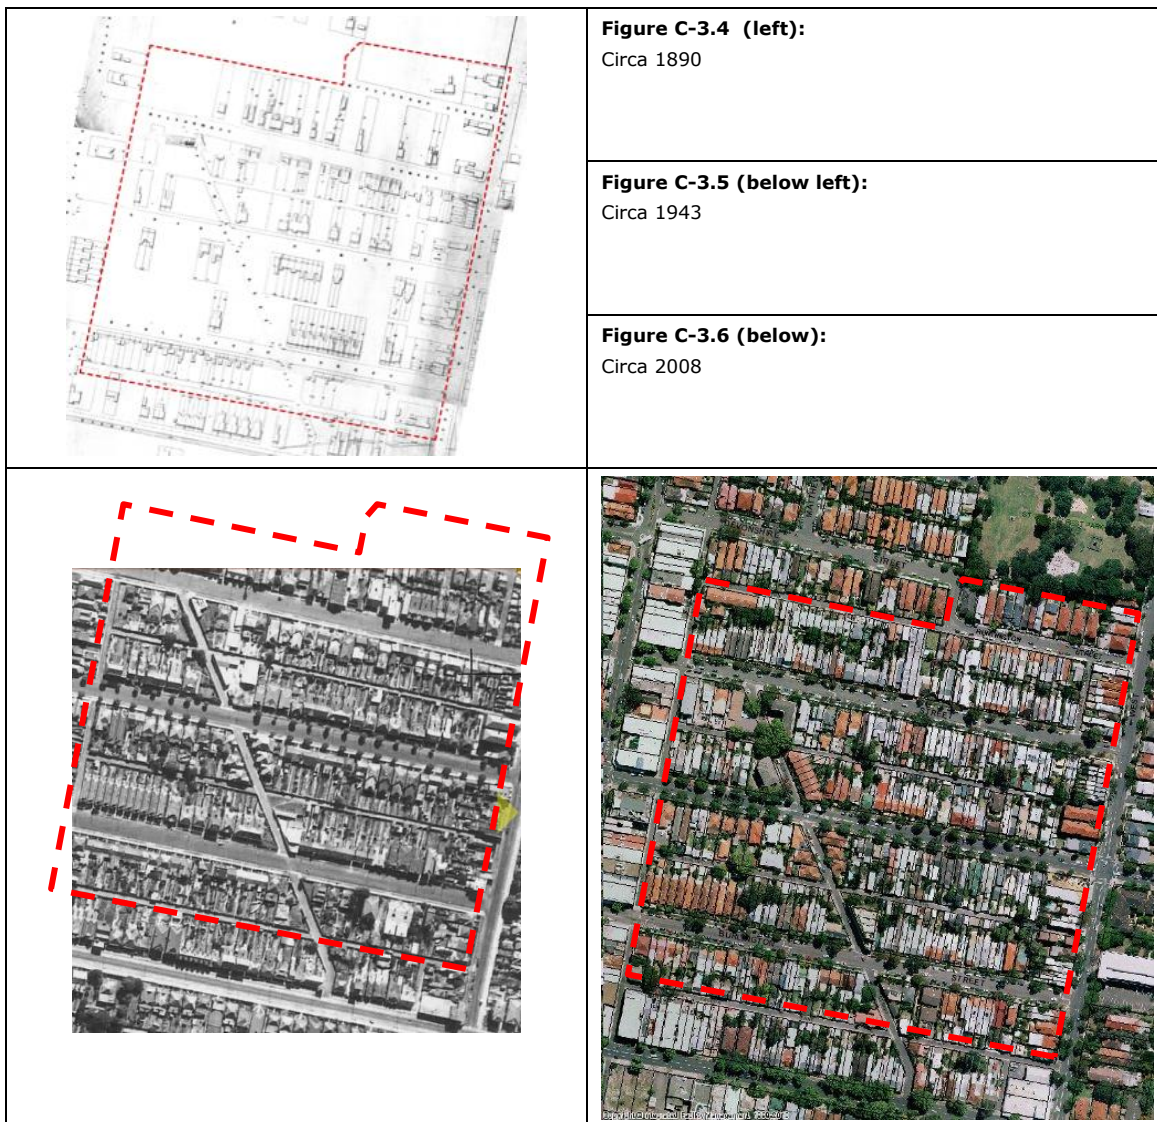 Figure C-3.4 (left):
Circa 1890
Figure C-3.5 (below left):
Circa 1943
Figure C-3.6 (below):
Circa 2008
STREET